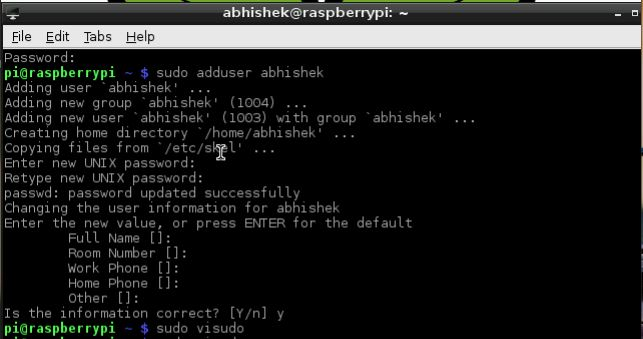 abhishek@raspberrypi: ~
File Edit Tabs Help
Password:
pi@raspberrypi ~ $ sudo adduser abhishek
Adding user `abhishek' ...
Adding new group `abhishek' (1004) ...
Adding new user `abhishek' (1003) with group `abhishek' ...
Creating home directory `/home/abhishek' ...
Copying files from `/etc/skel' ...
Enter new UNIX password:
Retype new UNIX password:
passwd: password updated successfully
Changing the user information for abhishek
Enter the new value, or press ENTER for the default
Full Name []:
Room Number []:
Work Phone []:
Home Phone []:
Other []:
Is the information correct? [Y/n] y
pi@raspberrypi ~ $ sudo visudo